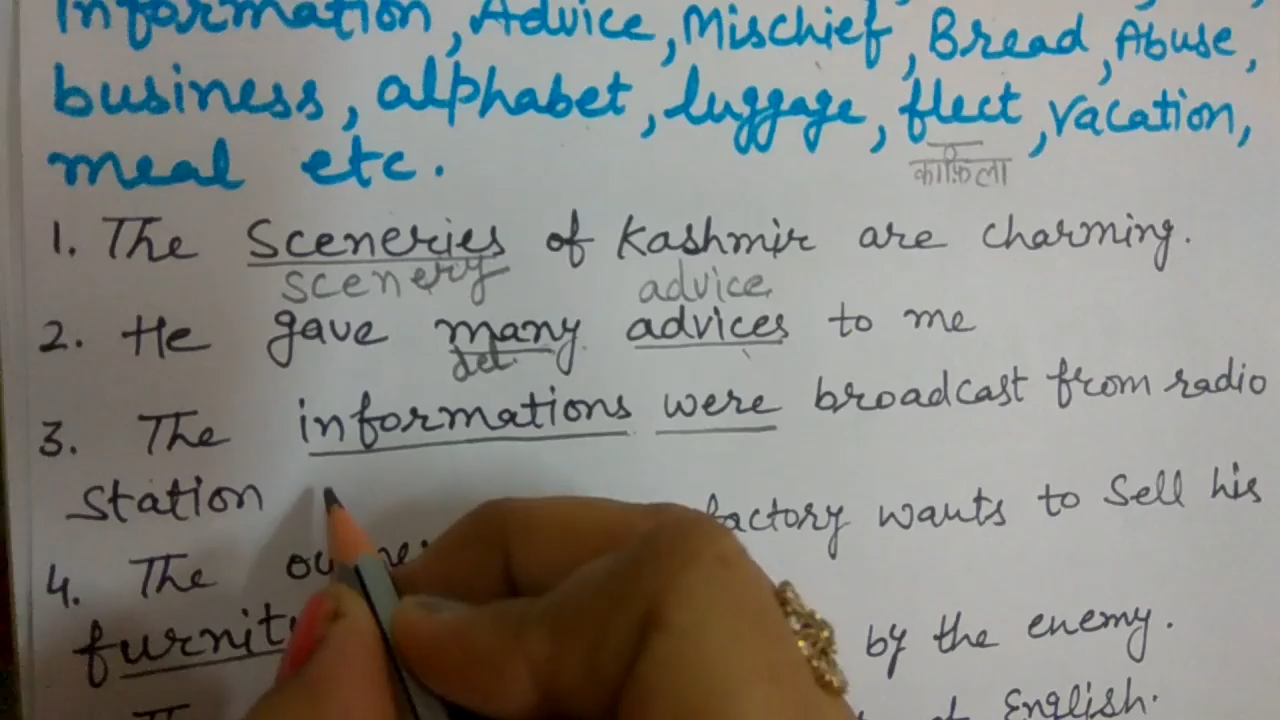 Information, Advice, Mischief, Bread, Abuse,
business, alphabet, luggage, fleet, vacation,
काफ़िला
meal etc.
1. The Sceneries of Kashmir are charming.
scenery advice
2. He gave many advices to me
det.
3. The informations were broadcast from radio
Station
factory wants to Sell his
4. The
by the enemy.
The
English.